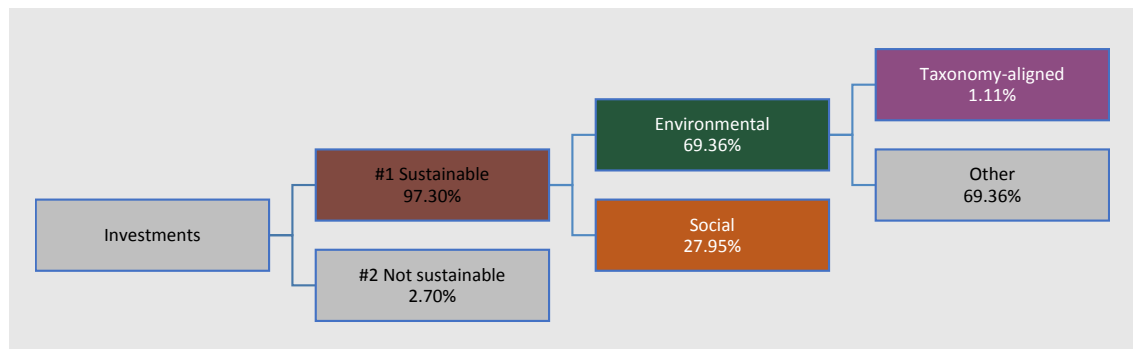 Investments
#1 Sustainable
97.30%
#2 Not sustainable
2.70%
Environmental
69.36%
Social
27.95%
Taxonomy-aligned
1.11%
Other
69.36%